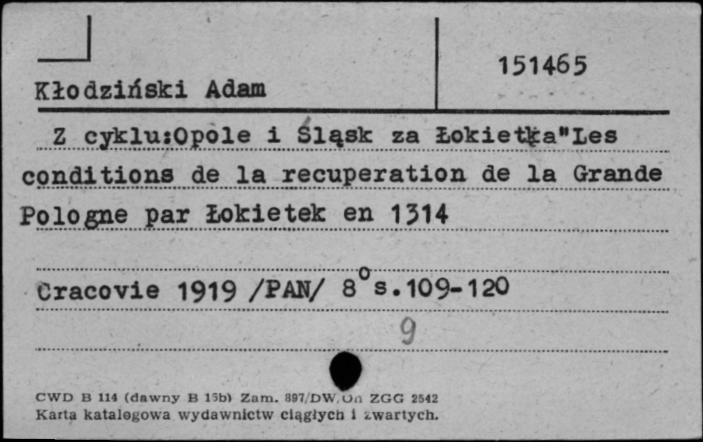 151465
Kłodziński Adam
Z cyklu:Opole i Śląsk za Łokietka"Les
conditions de la recuperation de la Grande
Pologne par Łokietek en 1314
Cracovie 1919 /PAN/ 8° s.109-120
9
CWD B 114 (dawny B 15b) Zam. 897/DW. ZGG 2542
Karta katalogowa wydawnictw ciągłych i zwartych.